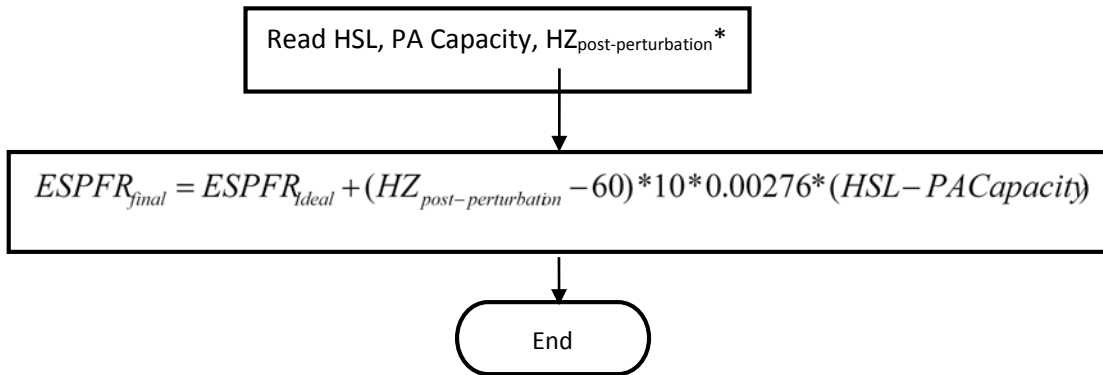 Read HSL, PA Capacity, HZpost-perturbation*
ESPFRfinal = ESPFRIdeal + (HZpost–perturbation –60)*10*0.00276*(HSL–PACapacity)
End